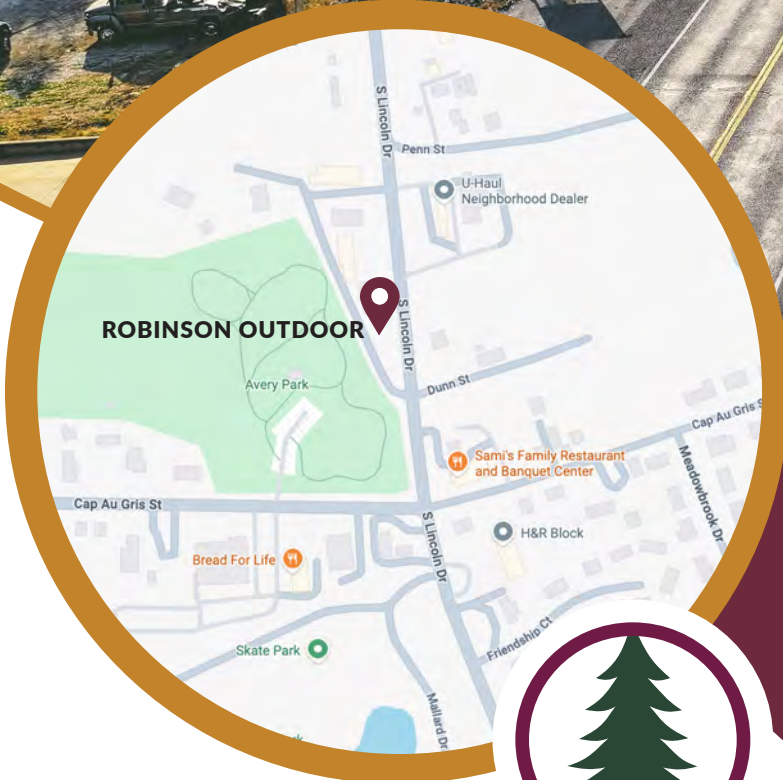 S Lincoln Dr
Penn St
U-Haul
Neighborhood Dealer
ROBINSON OUTDOOR
S Lincoln Dr
Avery Park
Dunn St
Cap Au Gris S
Sami's Family Restaurant
and Banquet Center
Meadowbrook Dr
Cap Au Gris St
S Lincoln Dr
H&R Block
Bread For Life
Friendship Ct
Skate Park
Mallard Dr